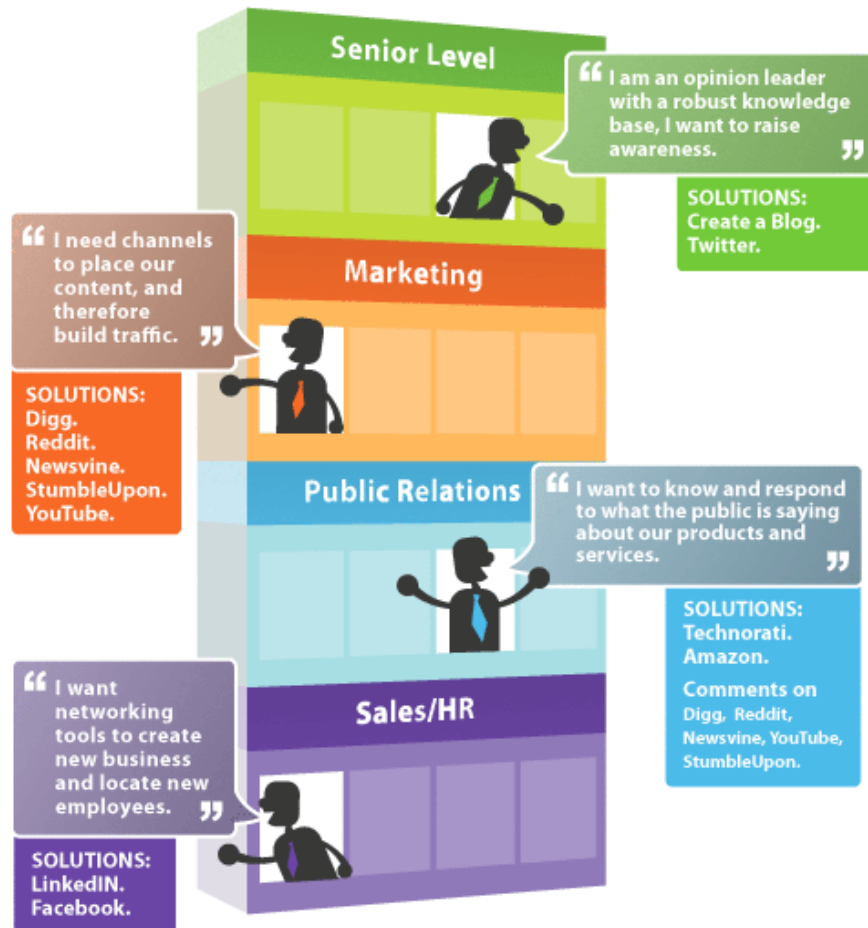 Senior Level
“ I am an opinion leader
with a robust knowledge
base, I want to raise
awareness. ”
SOLUTIONS:
Create a Blog.
Twitter.
“ I need channels
to place our
content, and
therefore
build traffic. ”
Marketing
SOLUTIONS:
Digg.
Reddit.
Newsvine.
StumbleUpon.
YouTube.
Public Relations
“ I want to know and respond
to what the public is saying
about our products and
services. ”
SOLUTIONS:
Technorati.
Amazon.
Comments on
Digg, Reddit,
Newsvine, YouTube,
StumbleUpon.
“ I want
networking
tools to create
new business
and locate new
employees. ”
Sales/HR
SOLUTIONS:
LinkedIN.
Facebook.